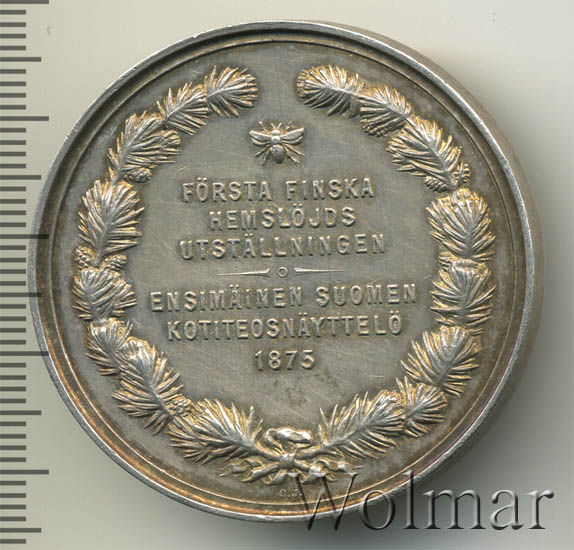 FÖRSTA FINSKA
HEMSLÖJDS
UTSTÄLLNINGEN
ENSIMÄINEN SUOMEN
KOTITEOSNÄYTTELÖ
1875
C.J.
Wolmar